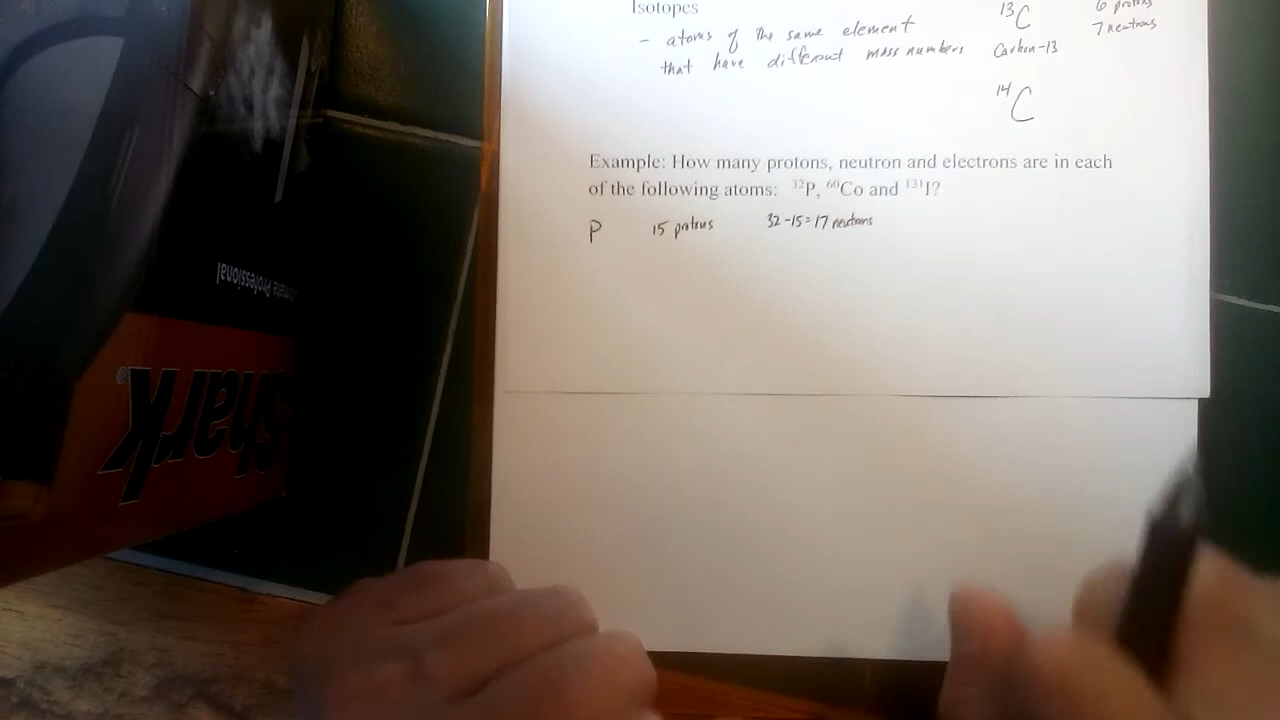 Isotopes
- atoms of the same element
that have different mass numbers
13C
Carbon-13
6 protons
7 neutrons
14C
Example: How many protons, neutron and electrons are in each
of the following atoms: 32P, 60Co and 131I?
P 15 protons 32-15=17 neutrons
Shark®
Professional